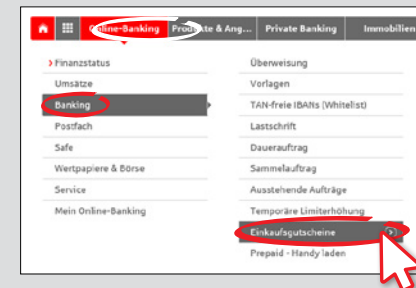 Online-Banking Produkte & Ang... Private Banking Immobilien
Finanzstatus
Umsätze
Banking
Postfach
Safe
Wertpapiere & Börse
Service
Mein Online-Banking
Überweisung
Vorlagen
TAN-freie IBANs (Whitelist)
Lastschrift
Dauerauftrag
Sammelauftrag
Ausstehende Aufträge
Temporäre Limiterhöhung
Einkaufsgutscheine
Prepaid - Handy laden